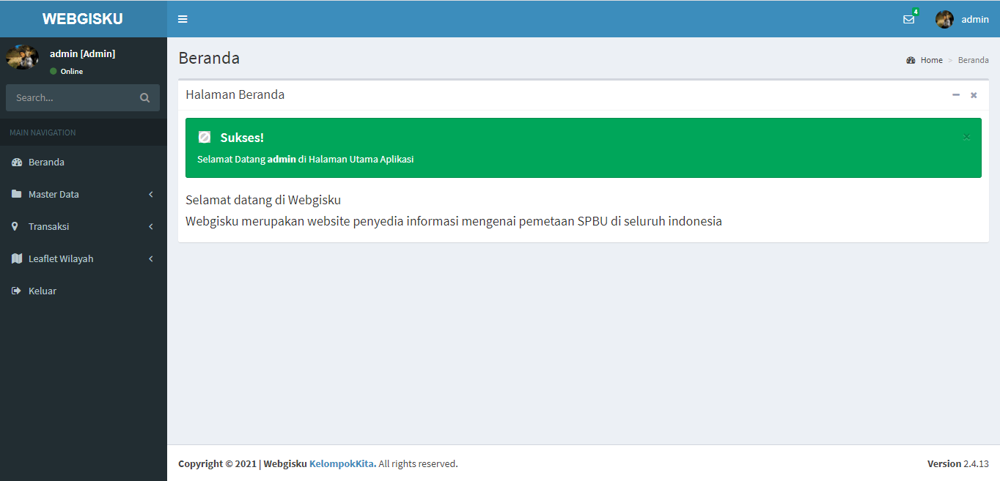 WEBGISKU
4
admin
admin [Admin]
Online
Search...
MAIN NAVIGATION
Beranda
Master Data
Transaksi
Leaflet Wilayah
Keluar
Beranda
Home > Beranda
Halaman Beranda
Sukses!
Selamat Datang admin di Halaman Utama Aplikasi
Selamat datang di Webgisku
Webgisku merupakan website penyedia informasi mengenai pemetaan SPBU di seluruh indonesia
Copyright © 2021 | Webgisku KelompokKita. All rights reserved.
Version 2.4.13